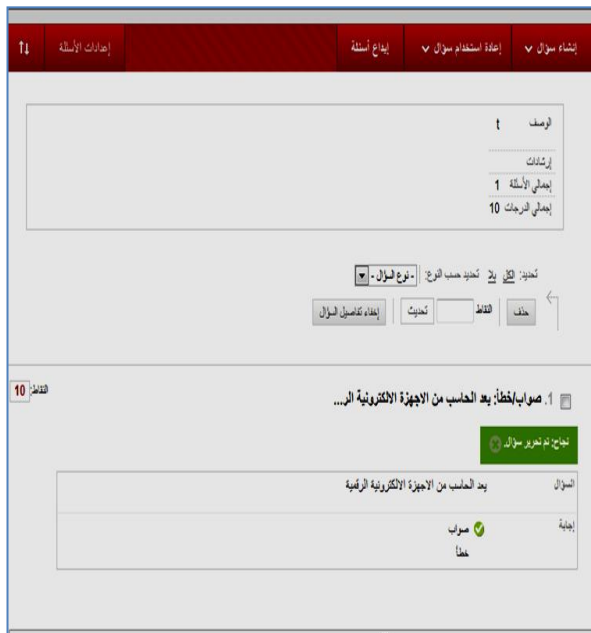 إنشاء سؤال إعادة استخدام سؤال إيداع أسئلة إعدادات الأسئلة
الوصف t
إرشادات
إجمالي الأسئلة 1
إجمالي الدرجات 10
تحديد: الكل بلا تحديد حسب النوع: - نوع السؤال -
حذف النقاط تحديث إخفاء تفاصيل السؤال
1. صواب/خطأ: يعد الحاسب من الاجهزة الالكترونية الر... النقاط: 10
نجاح: تم تحرير سؤال.
السؤال يعد الحاسب من الاجهزة الالكترونية الرقمية
إجابة صواب
خطأ